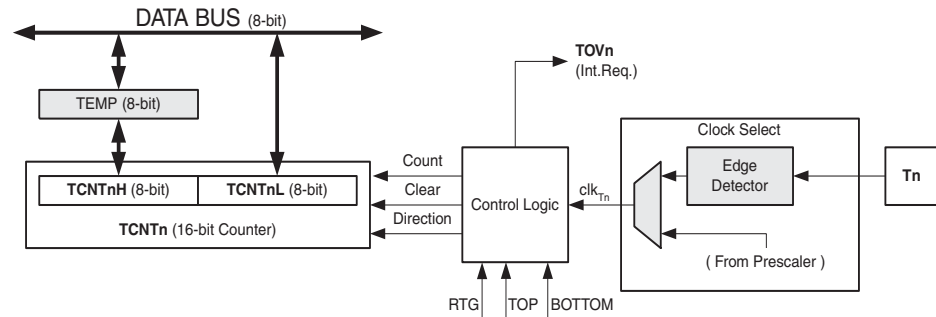 DATA BUS (8-bit)
TOVn
(Int.Req.)
TEMP (8-bit)
Clock Select
Count
Edge
Detector
Tn
TCNTnH (8-bit)
TCNTnL (8-bit)
Clear
Control Logic
clkTn
TCNTn (16-bit Counter)
Direction
( From Prescaler )
RTG
TOP
BOTTOM